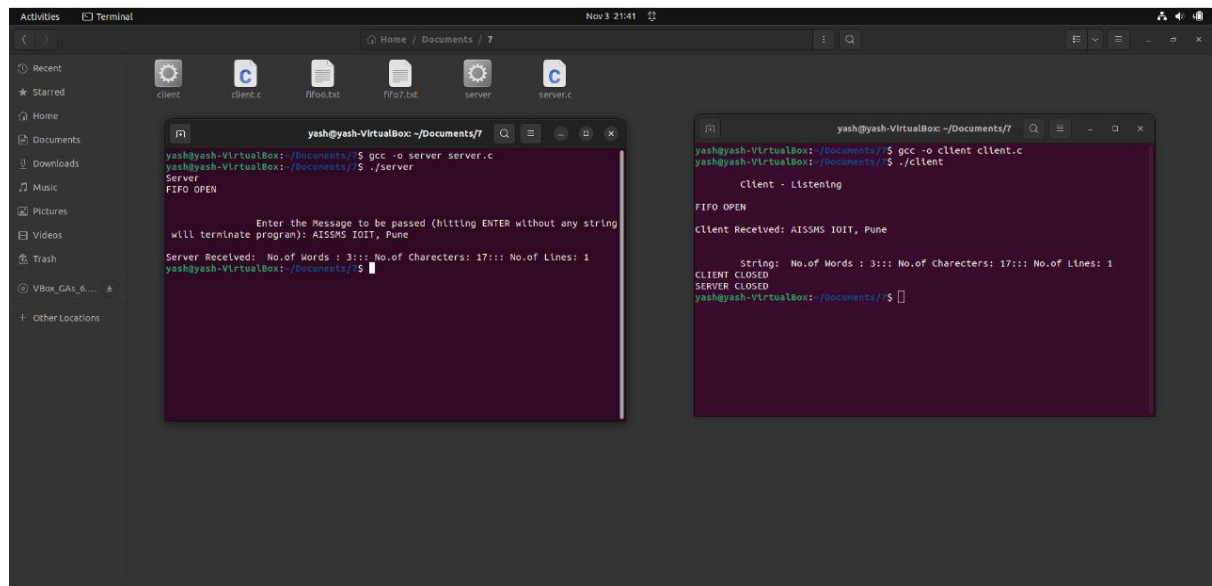 Activities Terminal Nov 3 21:41
Home / Documents / 7
Recent
Starred
Home
Documents
Downloads
Music
Pictures
Videos
Trash
VBox_GAs_6....
+ Other Locations
client client.c fifo6.txt fifo7.txt server server.c
yash@yash-VirtualBox: ~/Documents/7
yash@yash-VirtualBox:~/Documents/7$ gcc -o server server.c
yash@yash-VirtualBox:~/Documents/7$ ./server
Server
FIFO OPEN
Enter the Message to be passed (hitting ENTER without any string
will terminate program): AISSMS IOIT, Pune
Server Received: No.of Words : 3::: No.of Charecters: 17::: No.of Lines: 1
yash@yash-VirtualBox:~/Documents/7$
yash@yash-VirtualBox: ~/Documents/7
yash@yash-VirtualBox:~/Documents/7$ gcc -o client client.c
yash@yash-VirtualBox:~/Documents/7$ ./client
Client - Listening
FIFO OPEN
Client Received: AISSMS IOIT, Pune
String: No.of Words : 3::: No.of Charecters: 17::: No.of Lines: 1
CLIENT CLOSED
SERVER CLOSED
yash@yash-VirtualBox:~/Documents/7$